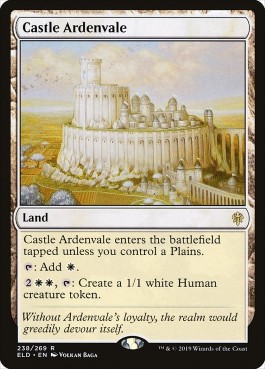 Castle Ardenvale
Land
Castle Ardenvale enters the battlefield
tapped unless you control a Plains.
: Add .
2 , : Create a 1/1 white Human
creature token.
Without Ardenvale's loyalty, the realm would
greedily devour itself.
238/269 R
ELD • EN VOLKAN BAGA
™ & © 2019 Wizards of the Coast